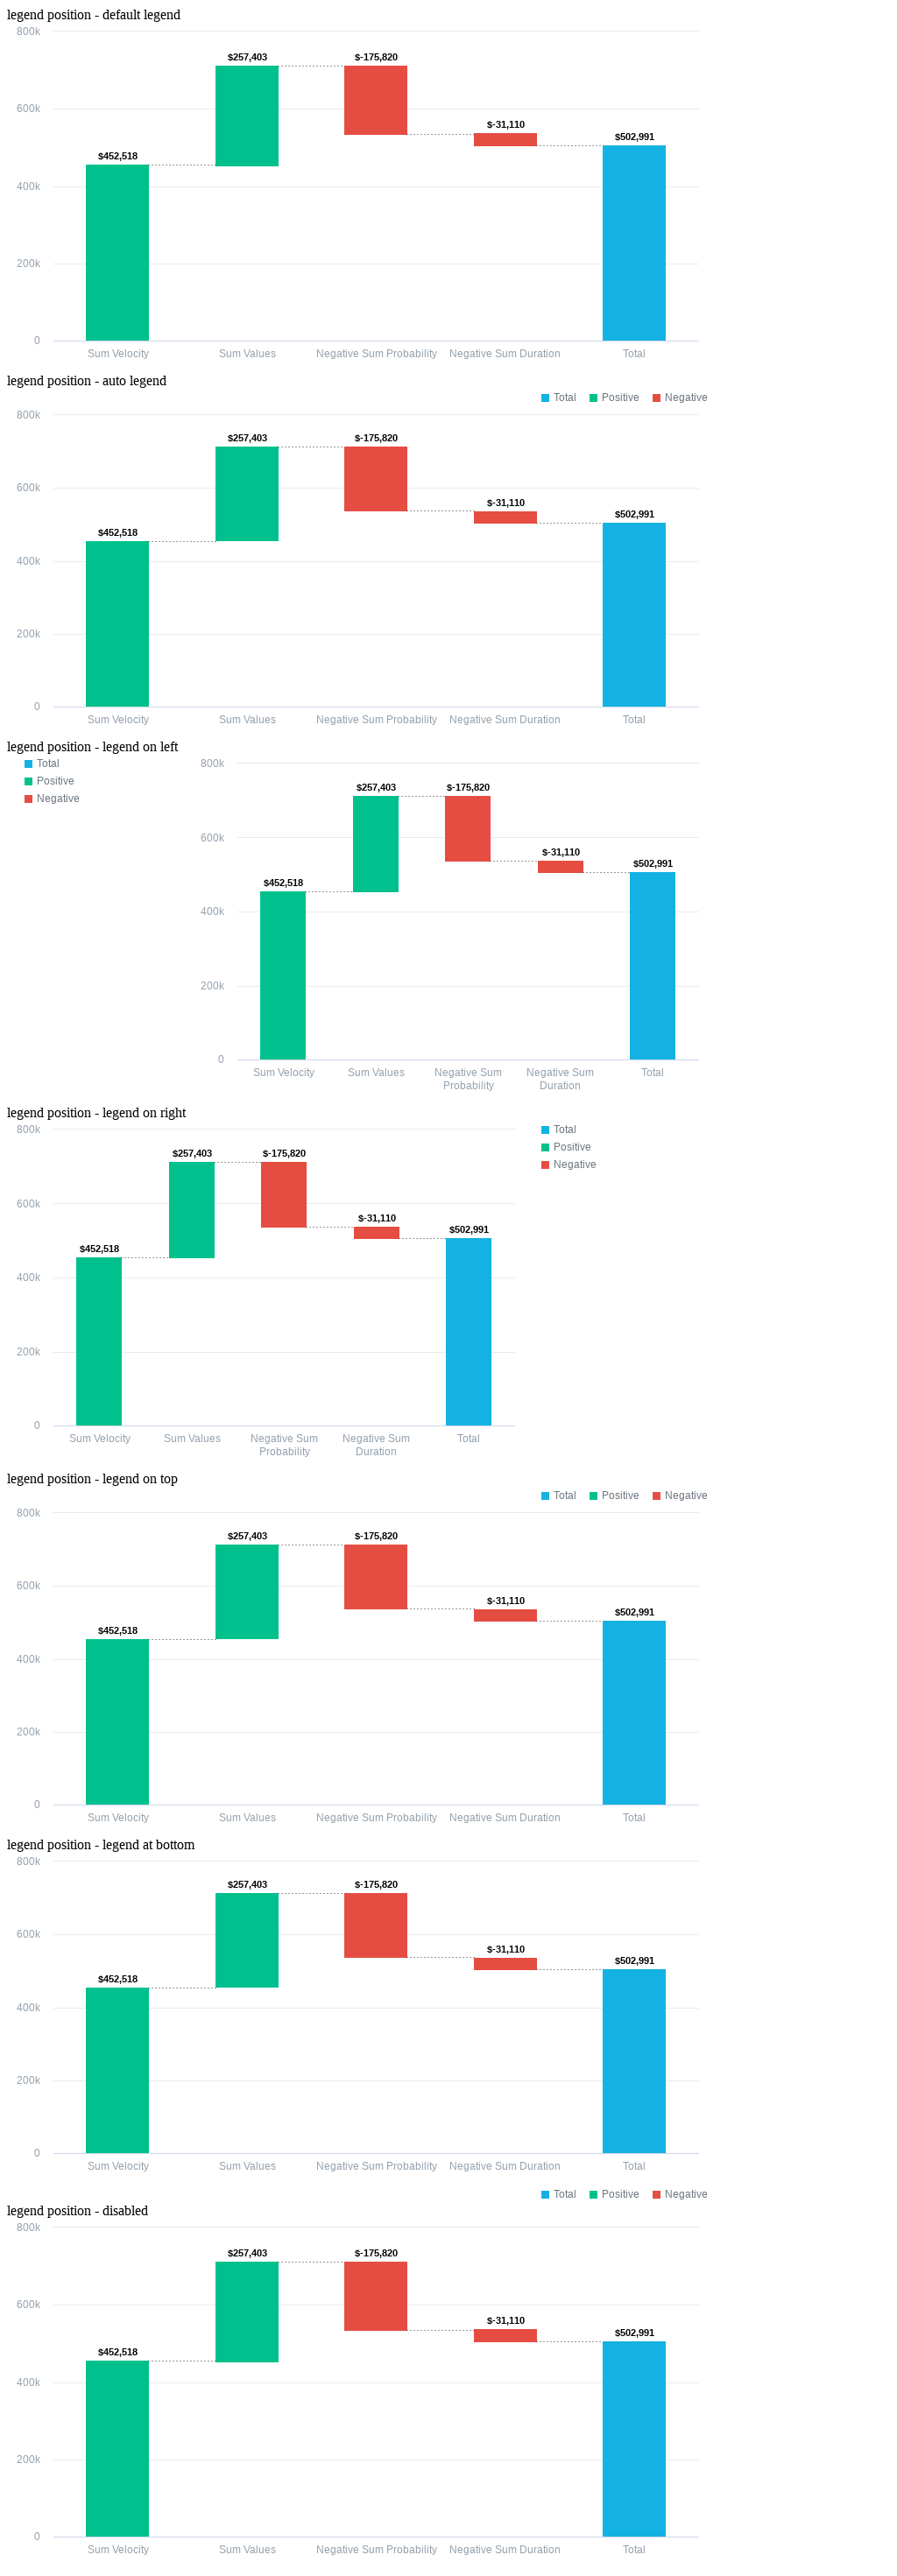 legend position - default legend
800k
$257,403 $-175,820
600k
$-31,110
$502,991
$452,518
400k
200k
0
Sum Velocity Sum Values Negative Sum Probability Negative Sum Duration Total
legend position - auto legend
Total Positive Negative
800k
$257,403 $-175,820
600k
$-31,110
$502,991
$452,518
400k
200k
0
Sum Velocity Sum Values Negative Sum Probability Negative Sum Duration Total
legend position - legend on left
Total
Positive
Negative
800k
$257,403 $-175,820
600k
$-31,110
$502,991
$452,518
400k
200k
0
Sum Velocity Sum Values Negative Sum Probability Negative Sum Duration Total
legend position - legend on right
800k
Total
Positive
Negative
$257,403 $-175,820
600k
$-31,110
$502,991
$452,518
400k
200k
0
Sum Velocity Sum Values Negative Sum Probability Negative Sum Duration Total
legend position - legend on top
Total Positive Negative
800k
$257,403 $-175,820
600k
$-31,110
$502,991
$452,518
400k
200k
0
Sum Velocity Sum Values Negative Sum Probability Negative Sum Duration Total
legend position - legend at bottom
800k
$257,403 $-175,820
600k
$-31,110
$502,991
$452,518
400k
200k
0
Sum Velocity Sum Values Negative Sum Probability Negative Sum Duration Total
Total Positive Negative
legend position - disabled
800k
$257,403 $-175,820
600k
$-31,110
$502,991
$452,518
400k
200k
0
Sum Velocity Sum Values Negative Sum Probability Negative Sum Duration Total